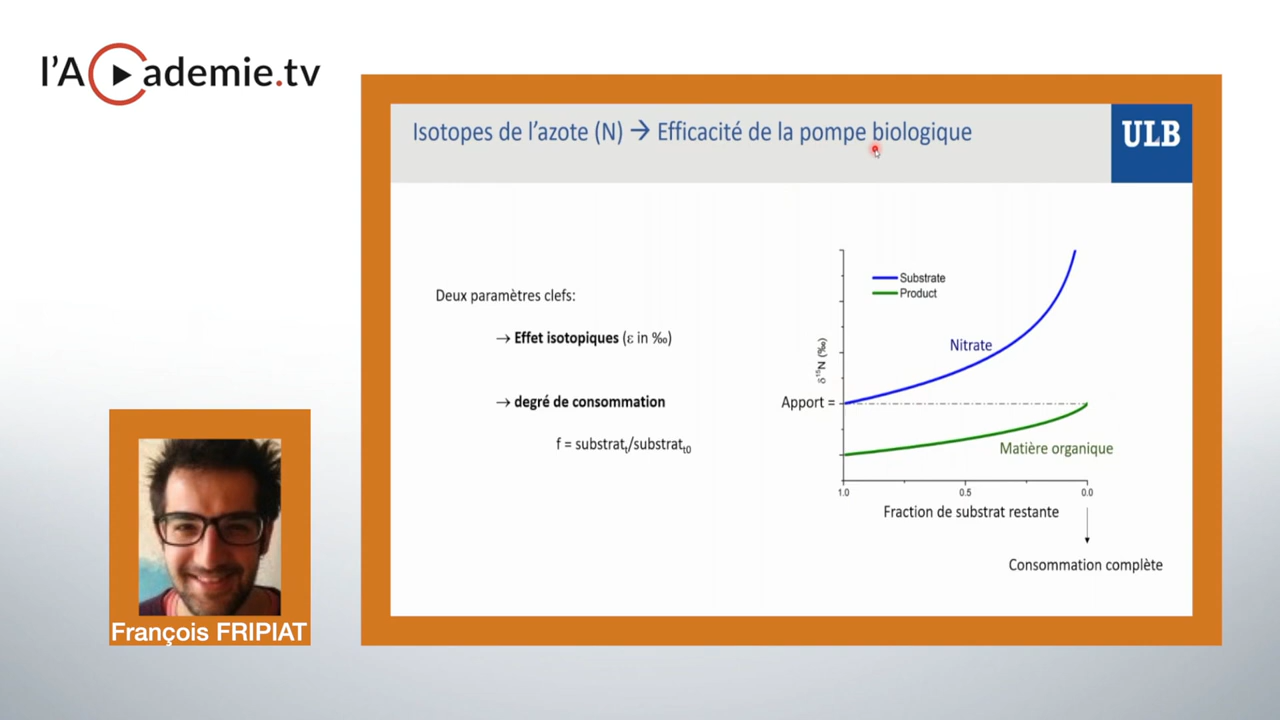 l'Academie.tv
Isotopes de l'azote (N) → Efficacité de la pompe biologique
ULB
Deux paramètres clefs:
→ Effet isotopiques (ε in ‰)
→ degré de consommation
f = substratt/substratt0
Substrate
Product
δ15N (‰)
Nitrate
Apport =
Matière organique
1.0 0.5 0.0
Fraction de substrat restante
Consommation complète
François FRIPIAT